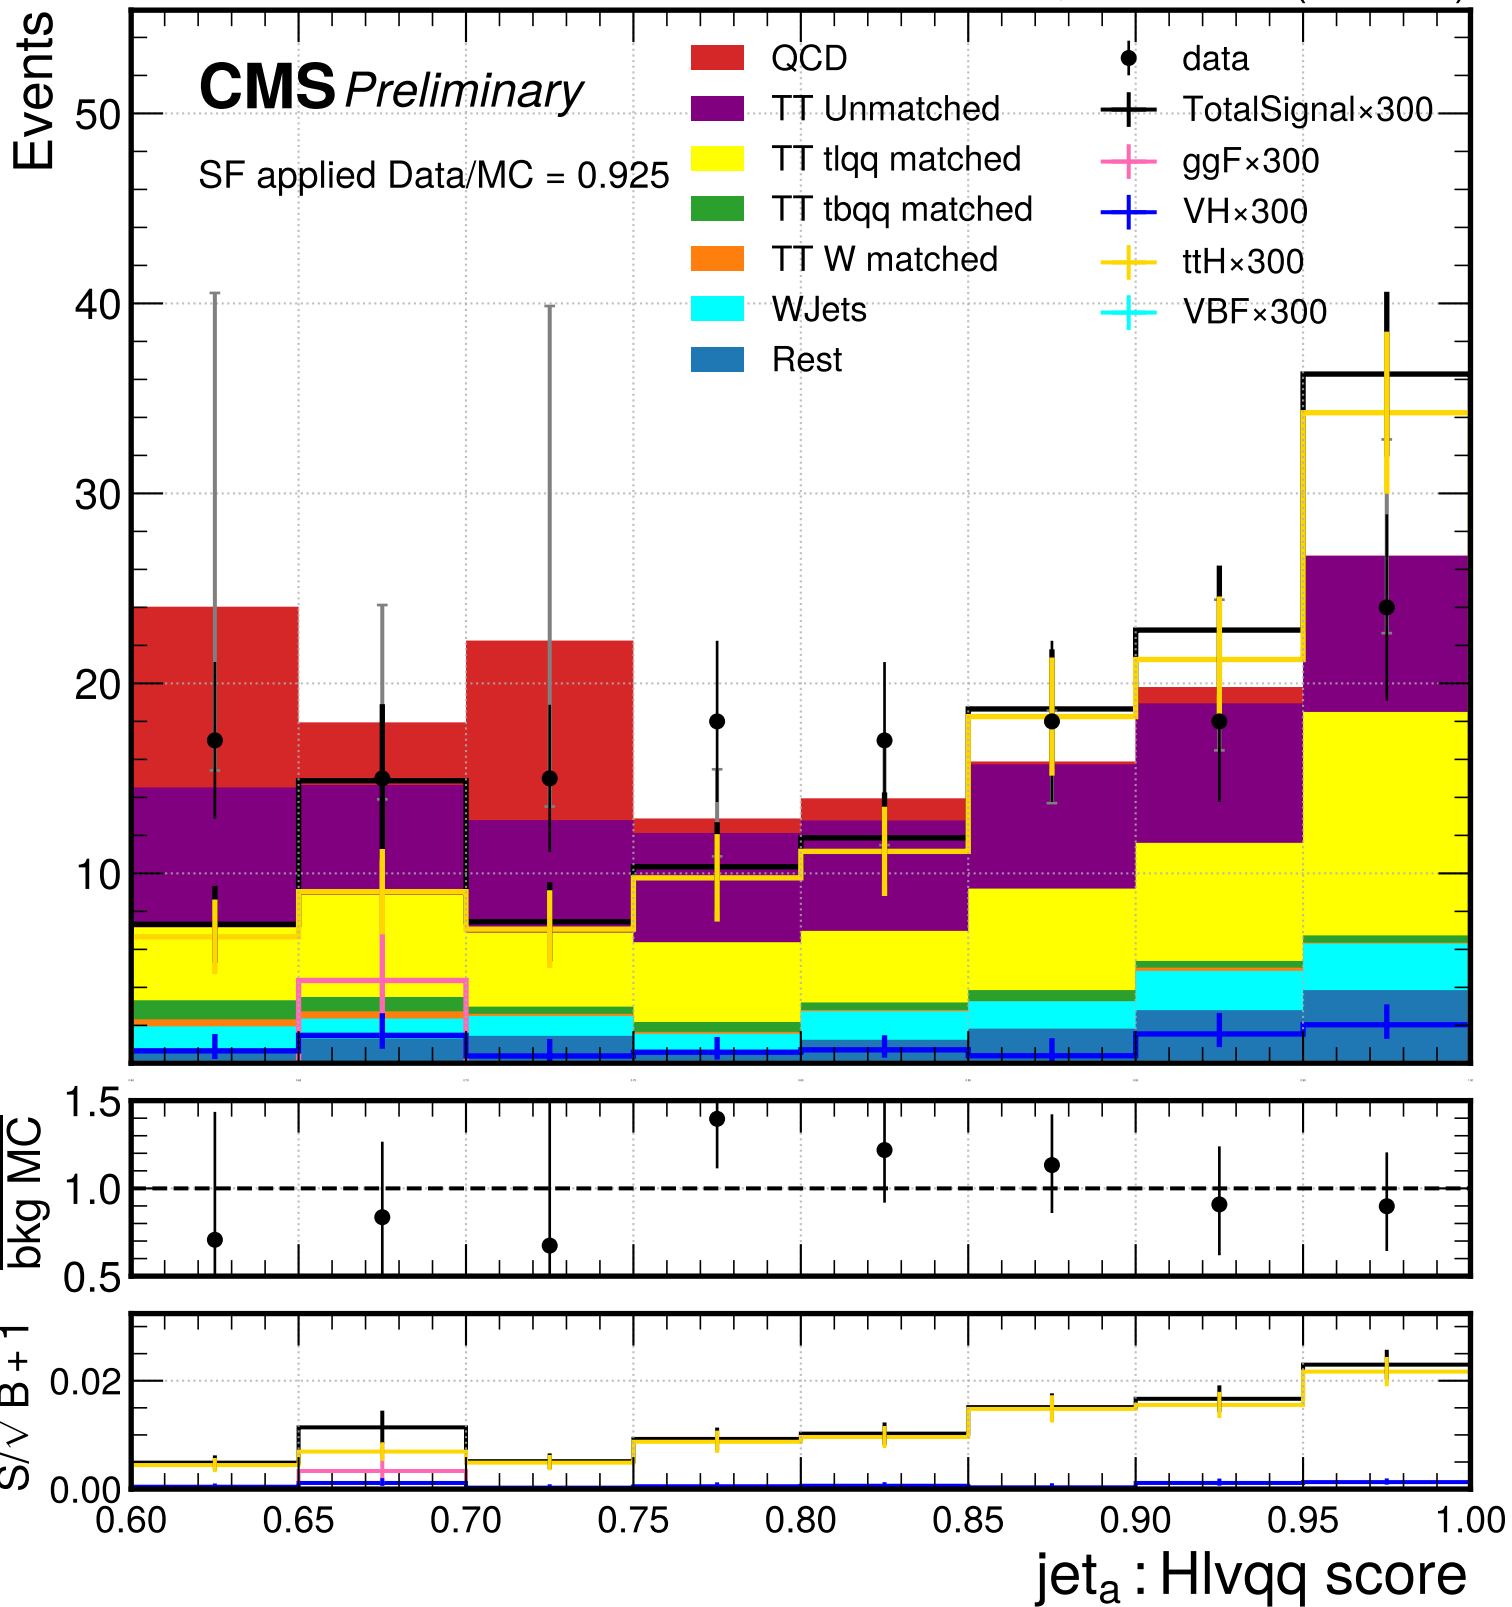 Events
50
40
30
20
10
CMS Preliminary
SF applied Data/MC = 0.925
QCD
TT Unmatched
TT tlqq matched
TT tbqq matched
TT W matched
WJets
Rest
data
TotalSignal×300
ggF×300
VH×300
ttH×300
VBF×300
bkg MC
1.5
1.0
0.5
S/√B + 1
0.02
0.00
0.60 0.65 0.70 0.75 0.80 0.85 0.90 0.95 1.00
jet_a : Hlvqq score